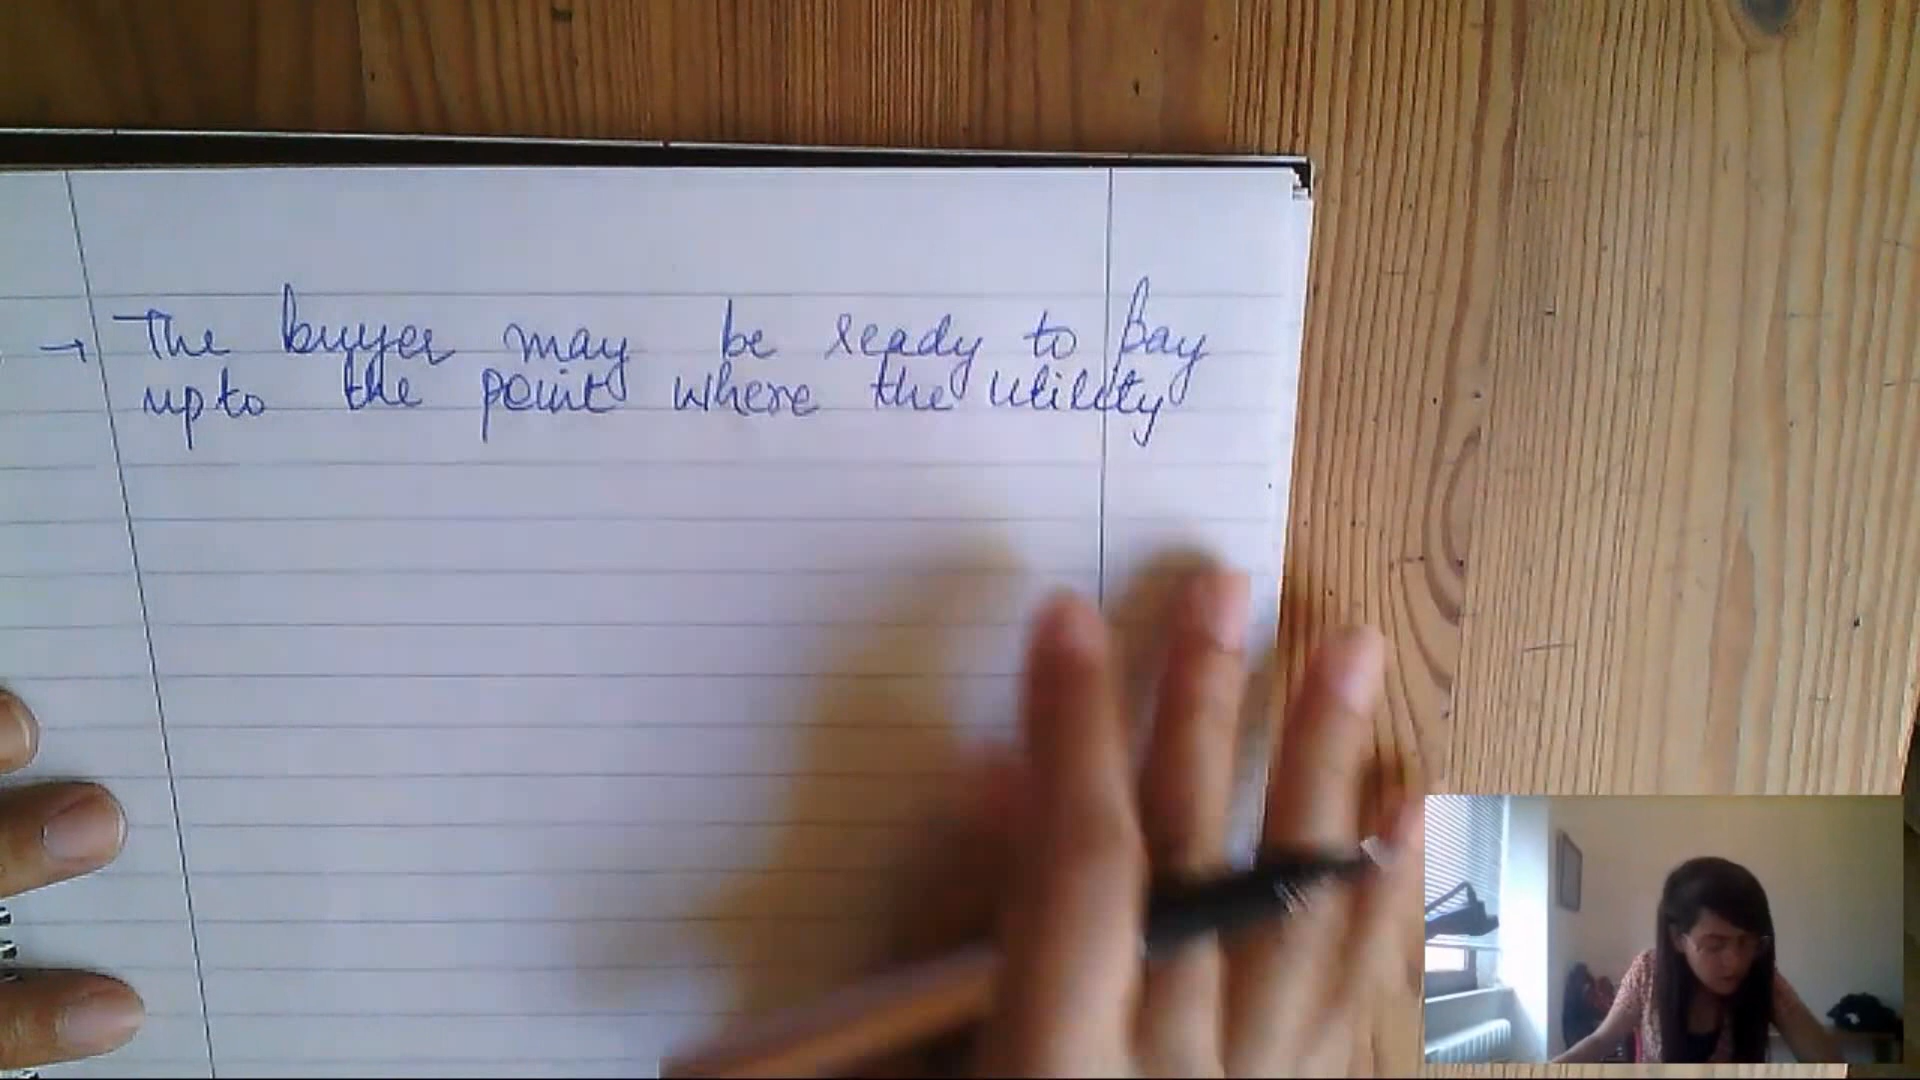 → The buyer may be ready to pay
upto the point where the utility